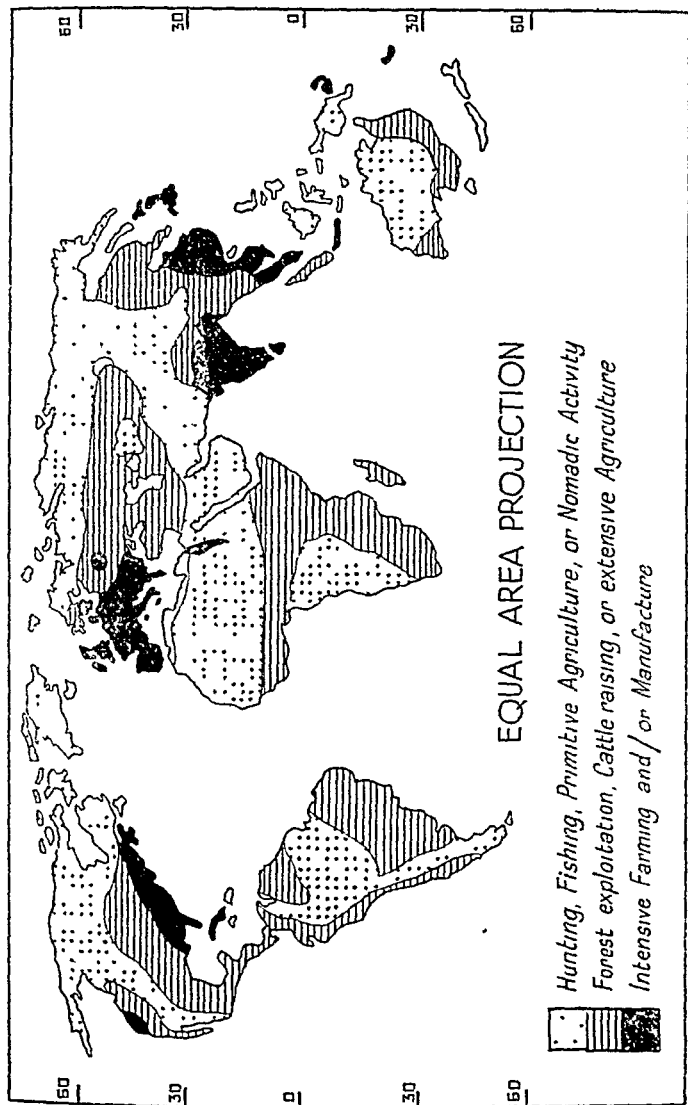 60
30
0
30
60
60
30
0
30
60
EQUAL AREA PROJECTION
Hunting, Fishing, Primitive Agriculture, or Nomadic Activity
Forest exploitation, Cattle raising, or extensive Agriculture
Intensive Farming and/or Manufacture